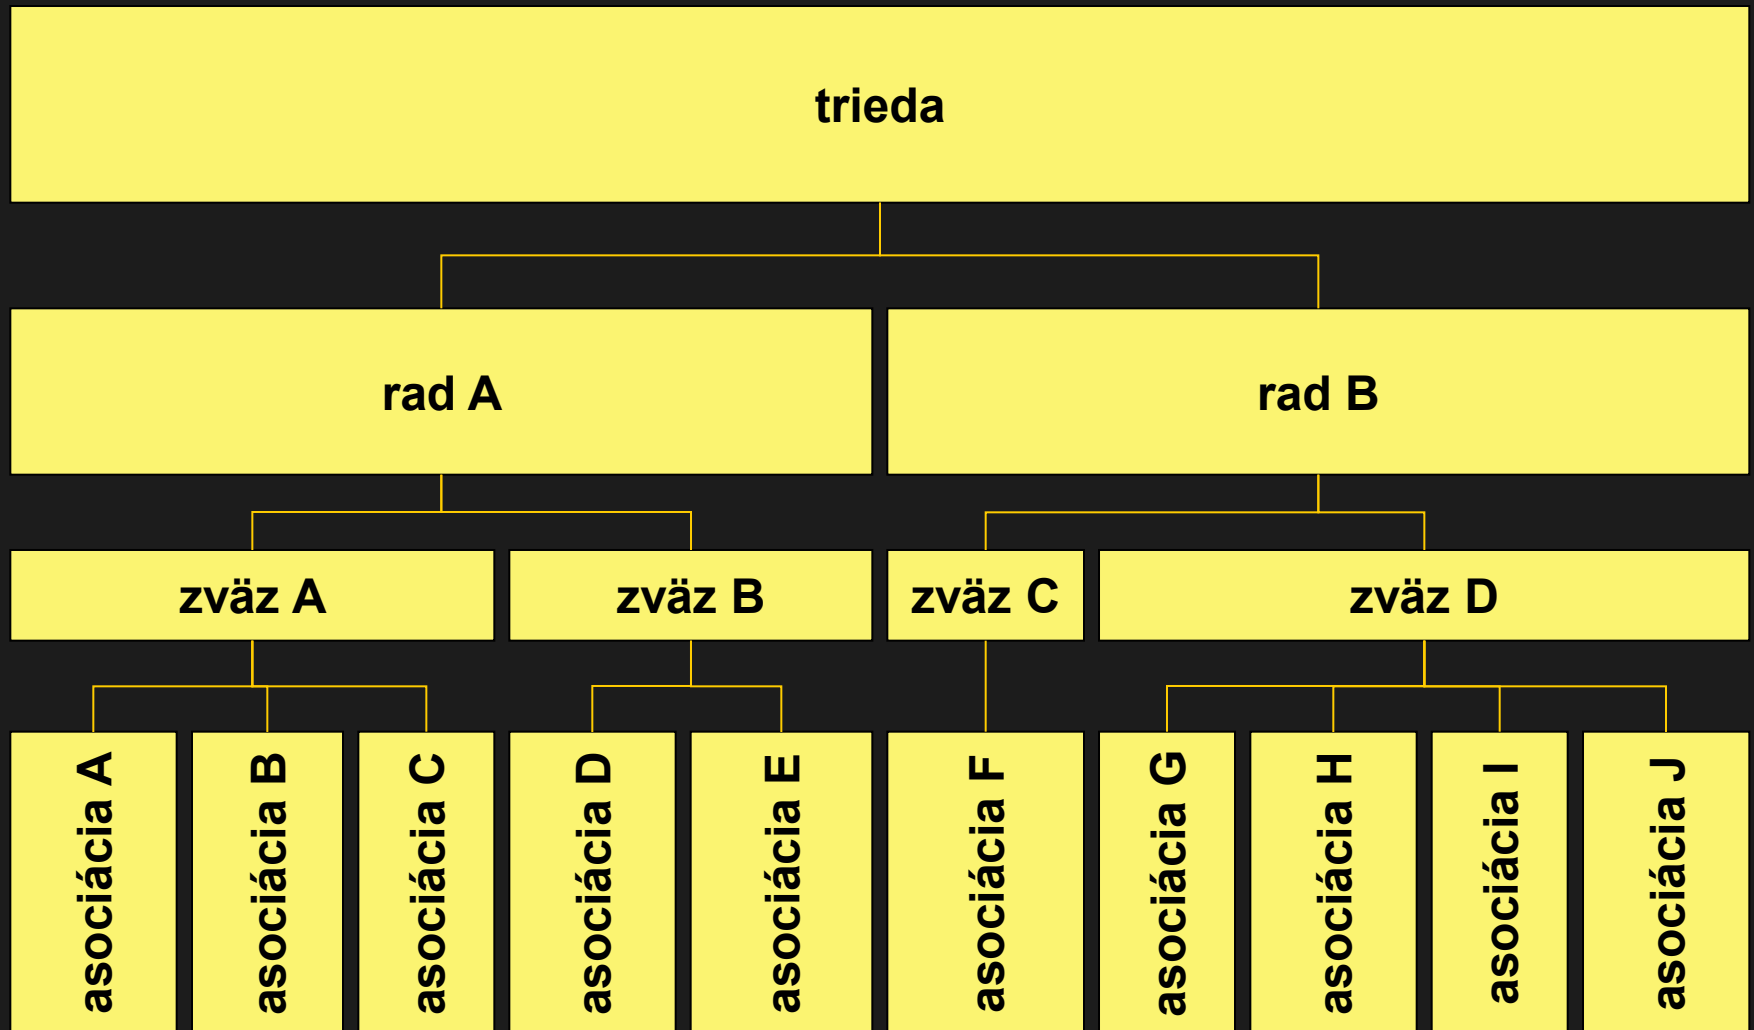 trieda
rad A
rad B
zväz A
zväz B
zväz C
zväz D
asociácia A
asociácia B
asociácia C
asociácia D
asociácia E
asociácia F
asociácia G
asociácia H
asociácia I
asociácia J